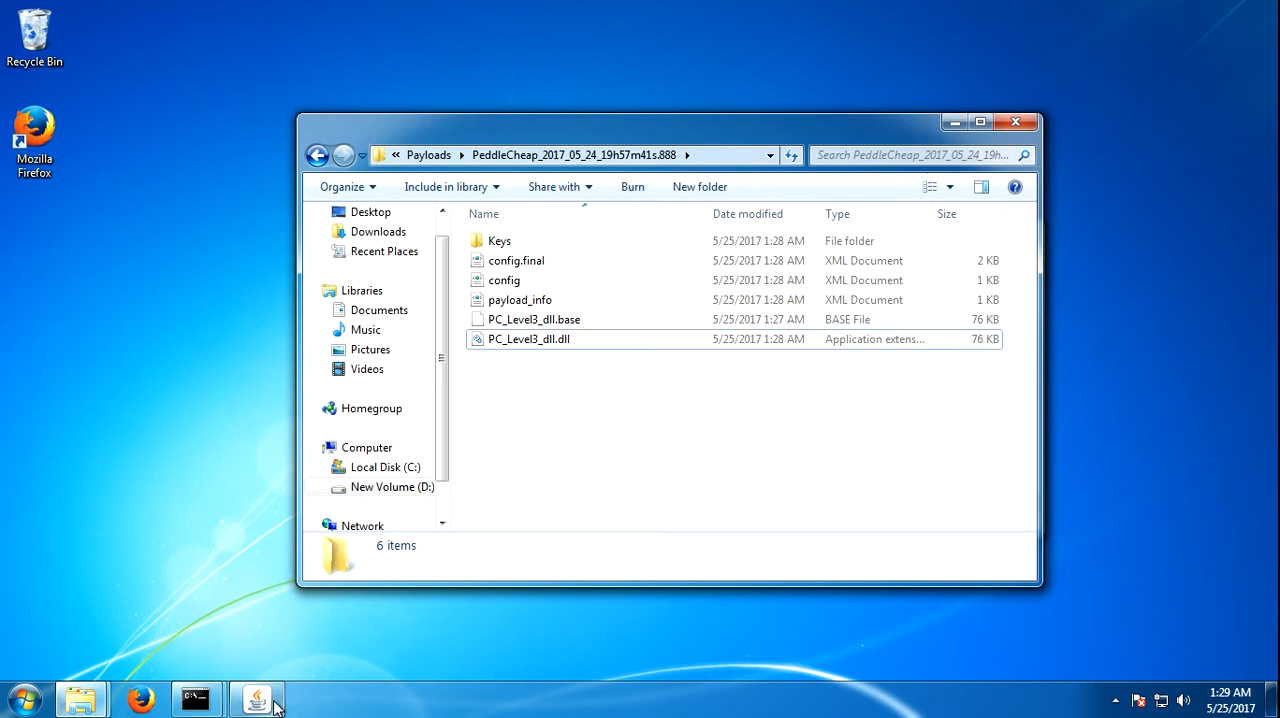 Recycle Bin
Mozilla
Firefox
« Payloads PeddleCheap_2017_05_24_19h57m41s.888
Search PeddleCheap_2017_05_24_19h...
Organize Include in library Share with Burn New folder
Name Date modified Type Size
Desktop
Downloads
Recent Places
Libraries
Documents
Music
Pictures
Videos
Homegroup
Computer
Local Disk (C:)
New Volume (D:)
Network
Keys 5/25/2017 1:28 AM File folder
config.final 5/25/2017 1:28 AM XML Document 2 KB
config 5/25/2017 1:28 AM XML Document 1 KB
payload_info 5/25/2017 1:28 AM XML Document 1 KB
PC_Level3_dll.base 5/25/2017 1:27 AM BASE File 76 KB
PC_Level3_dll.dll 5/25/2017 1:28 AM Application extens... 76 KB
6 items
C:\_
1:29 AM
5/25/2017